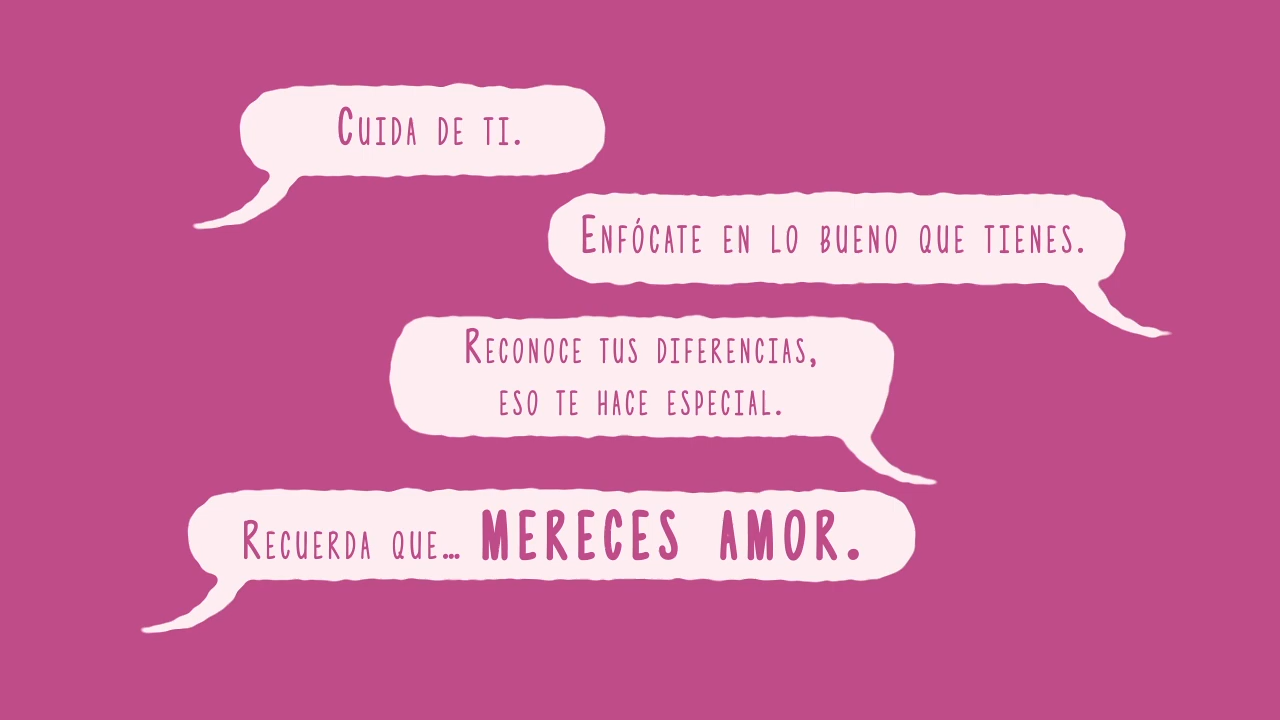 Cuida de ti.
Enfócate en lo bueno que tienes.
Reconoce tus diferencias,
eso te hace especial.
Recuerda que... MERECES AMOR.